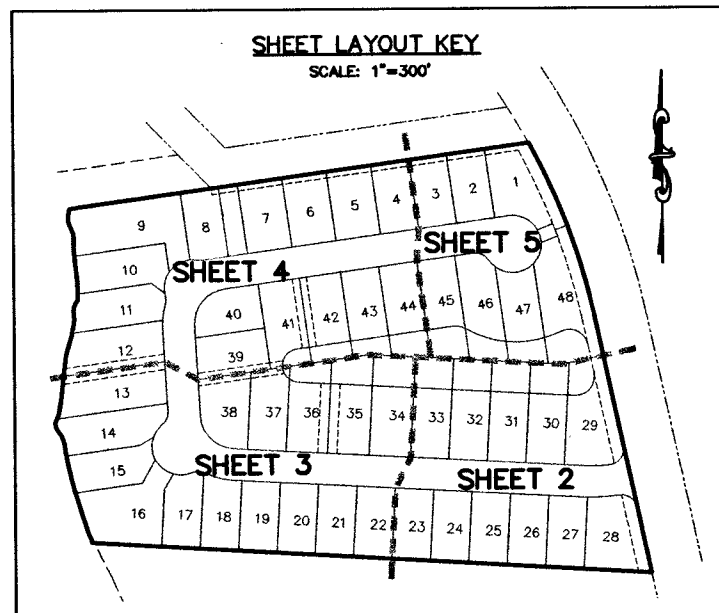 SHEET LAYOUT KEY
SCALE: 1"=300'
9 8 7 6 5 4 3 2 1
SHEET 5
10
SHEET 4
11 40 41 42 43 44 45 46 47 48
12 39
13
38 37 36 35 34 33 32 31 30 29
14
15
SHEET 3
SHEET 2
16 17 18 19 20 21 22 23 24 25 26 27 28